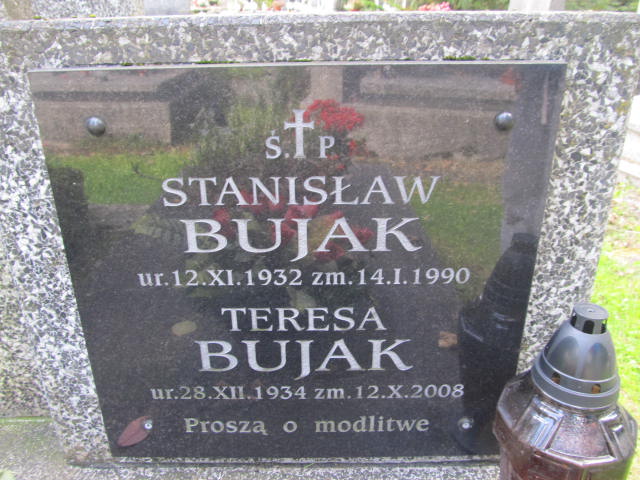 Ś.†P
STANISŁAW
BUJAK
ur.12.XI.1932 zm.14.I.1990
TERESA
BUJAK
ur.28.XII.1934 zm.12.X.2008
Proszą o modlitwe